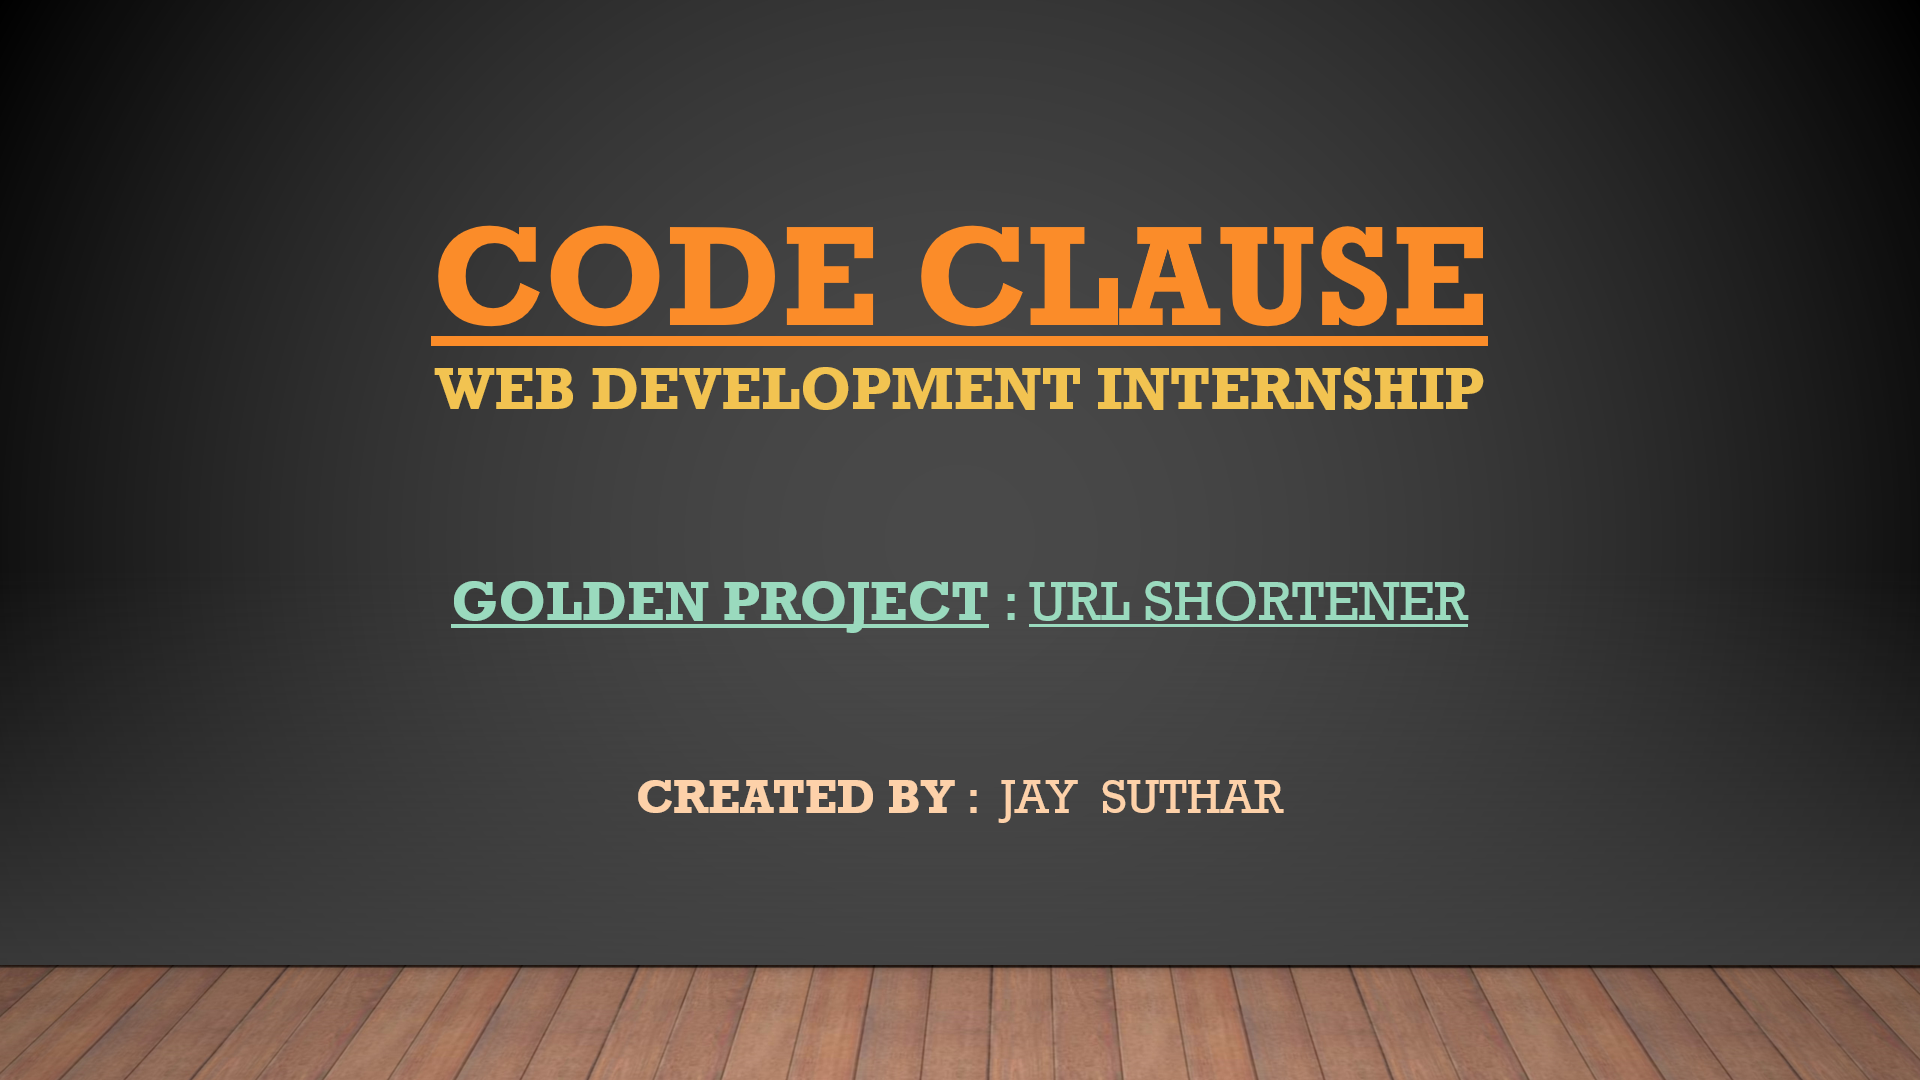 CODE CLAUSE
WEB DEVELOPMENT INTERNSHIP
GOLDEN PROJECT : URL SHORTENER
CREATED BY : JAY SUTHAR